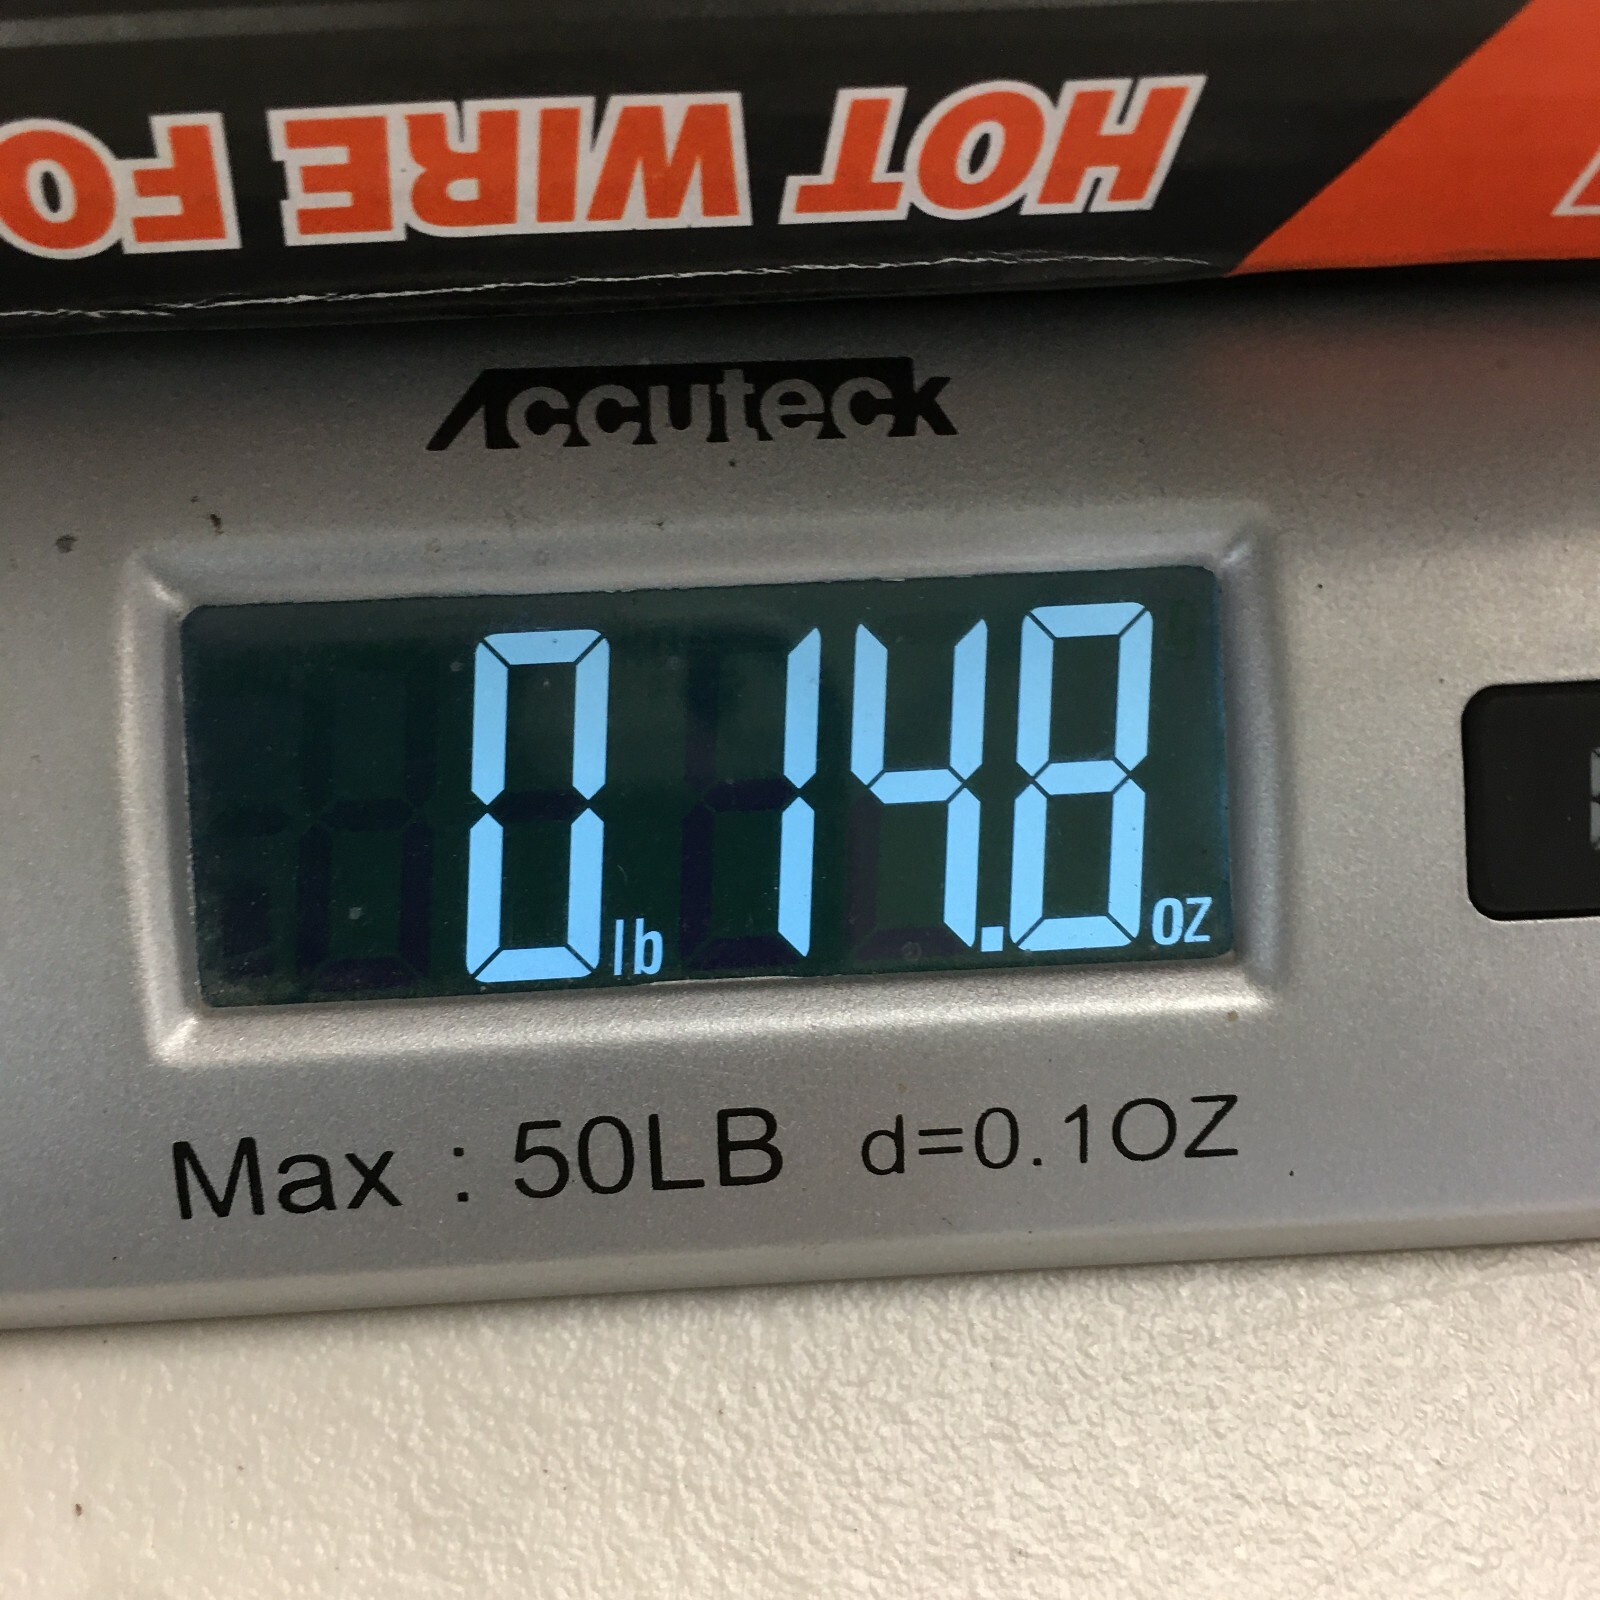 HOT WIRE FO
Accuteck
0 lb 14.8 oz
Max : 50LB d=0.1OZ